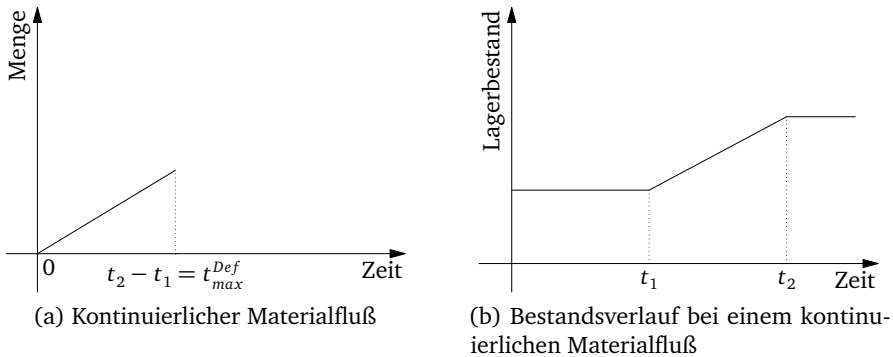 Menge
0
t₂ − t₁ = t_max^Def
Zeit
(a) Kontinuierlicher Materialfluß
Lagerbestand
t₁
t₂
Zeit
(b) Bestandsverlauf bei einem kontinu-
ierlichen Materialfluß